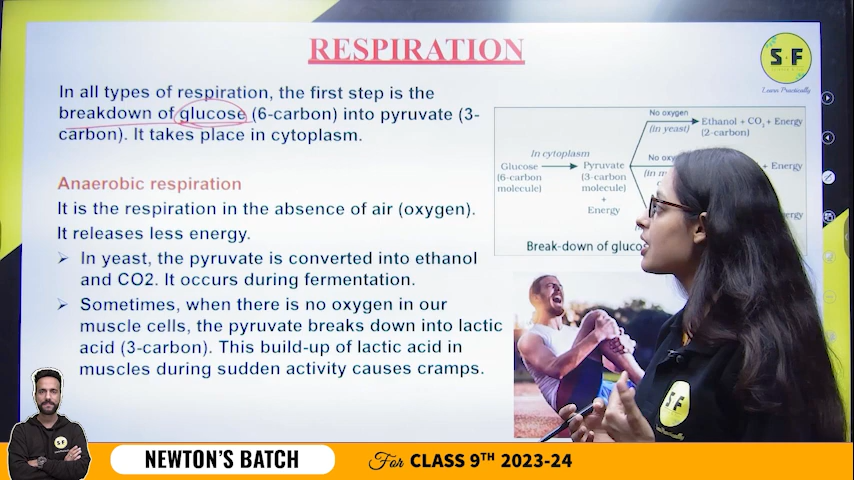 RESPIRATION
S F
Learn Practically
In all types of respiration, the first step is the
breakdown of glucose (6-carbon) into pyruvate (3-
carbon). It takes place in cytoplasm.
Anaerobic respiration
It is the respiration in the absence of air (oxygen).
It releases less energy.
In yeast, the pyruvate is converted into ethanol
and CO2. It occurs during fermentation.
Sometimes, when there is no oxygen in our
muscle cells, the pyruvate breaks down into lactic
acid (3-carbon). This build-up of lactic acid in
muscles during sudden activity causes cramps.
No oxygen
(in yeast)
Ethanol + CO2 + Energy
(2-carbon)
In cytoplasm
Glucose
(6-carbon
molecule)
Pyruvate
(3-carbon
molecule)
+
Energy
No
+ Energy
Break-down of
S F
NEWTON'S BATCH
For CLASS 9TH 2023-24